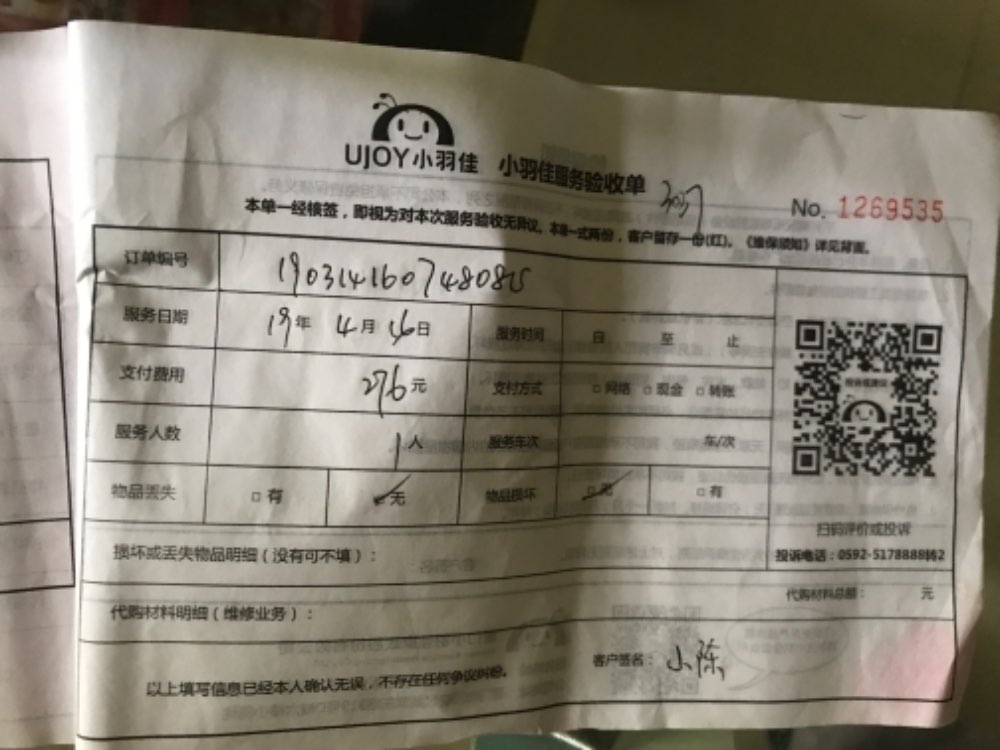 UJOY小羽佳 小羽佳服务验收单
No. 1269535
本单一经核签，即视为对本次服务验收无异议。本单一式两份，客户留存一份(红)。《维保须知》详见背面。
订单编号 190314160748085
服务日期 19年 4月 16日 服务时间 自 至 止
支付费用 276元 支付方式 □网络 □现金 □转账
服务人数 1人 服务车次 车/次
物品丢失 □有 ☑无 物品损坏 ☑无 □有
扫码评价或投诉
投诉电话：0592-5178888转2
损坏或丢失物品明细（没有可不填）：
代购材料总额： 元
代购材料明细（维修业务）：
客户签名：小陈
以上填写信息已经本人确认无误，不存在任何争议纠纷。